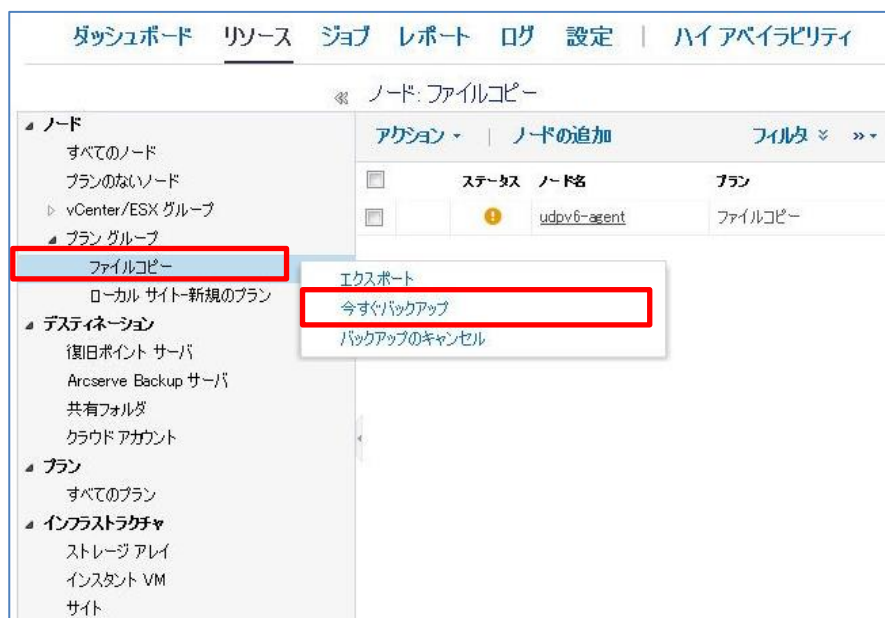 ダッシュボード リソース ジョブ レポート ログ 設定 | ハイ アベイラビリティ
ノード: ファイルコピー
アクション | ノードの追加 フィルタ
ステータス ノード名 プラン
udpv6-agent ファイルコピー
ノード
すべてのノード
プランのないノード
vCenter/ESX グループ
プラン グループ
ファイルコピー
ローカル サイト-新規のプラン
エクスポート
今すぐバックアップ
バックアップのキャンセル
デスティネーション
復旧ポイント サーバ
Arcserve Backup サーバ
共有フォルダ
クラウド アカウント
プラン
すべてのプラン
インフラストラクチャ
ストレージ アレイ
インスタント VM
サイト